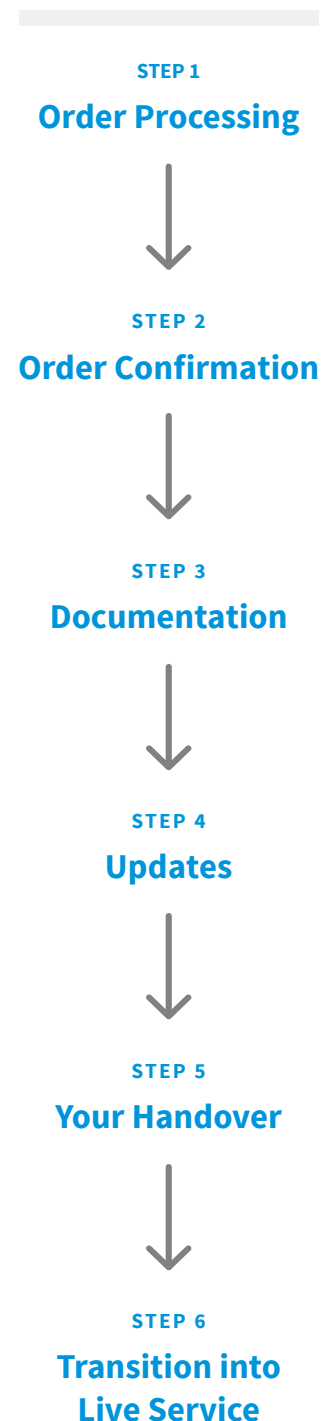 STEP 1
Order Processing
STEP 2
Order Confirmation
STEP 3
Documentation
STEP 4
Updates
STEP 5
Your Handover
STEP 6
Transition into
Live Service